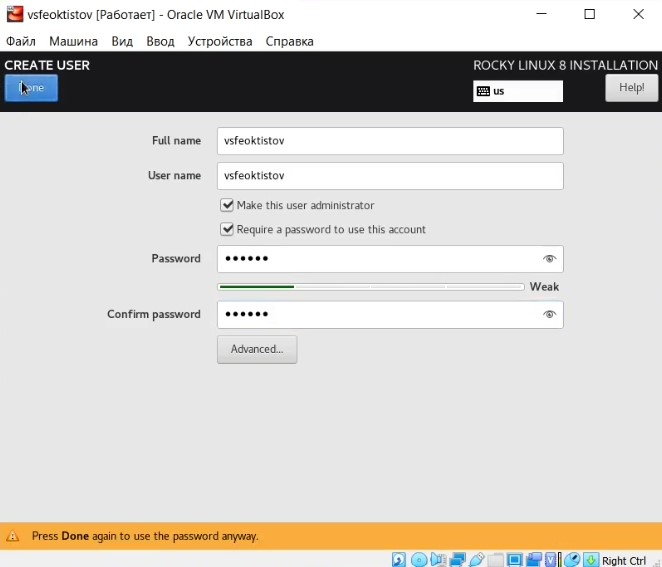 vsfeoktistov [Работает] - Oracle VM VirtualBox
Файл Машина Вид Ввод Устройства Справка
CREATE USER
ROCKY LINUX 8 INSTALLATION
Done
us
Help!
Full name
vsfeoktistov
User name
vsfeoktistov
Make this user administrator
Require a password to use this account
Password
••••••
Weak
Confirm password
••••••
Advanced...
Press Done again to use the password anyway.
Right Ctrl